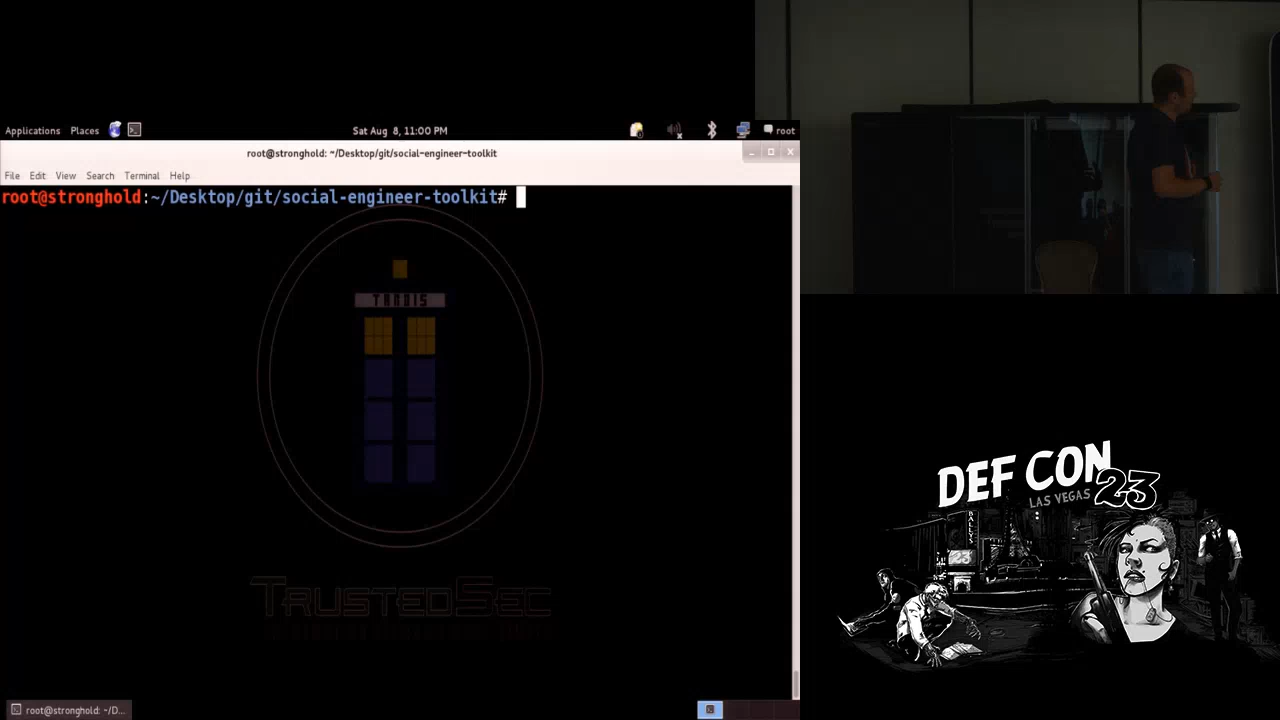 Applications Places
Sat Aug 8, 11:00 PM
root
root@stronghold: ~/Desktop/git/social-engineer-toolkit
File Edit View Search Terminal Help
root@stronghold:~/Desktop/git/social-engineer-toolkit#
TARDIS
TRUSTEDSEC
root@stronghold: ~/D...
DEF CON
23
LAS VEGAS
BALLYS
23